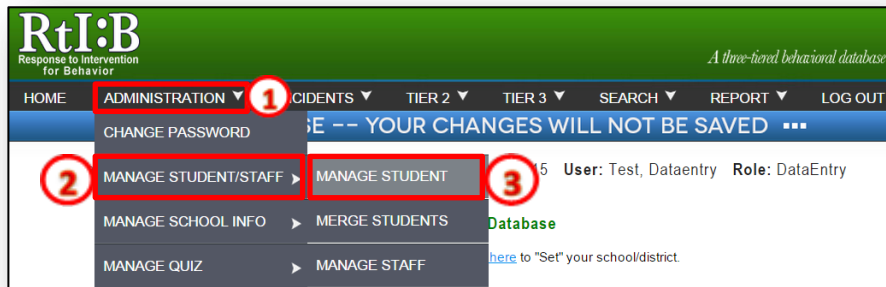 RtI:B
Response to Intervention
for Behavior
A three-tiered behavioral database
HOME ADMINISTRATION 1 CIDENTS TIER 2 TIER 3 SEARCH REPORT LOG OUT
CHANGE PASSWORD
SE -- YOUR CHANGES WILL NOT BE SAVED
2 MANAGE STUDENT/STAFF MANAGE STUDENT 3 15 User: Test, Dataentry Role: DataEntry
MANAGE SCHOOL INFO MERGE STUDENTS Database
here to "Set" your school/district.
MANAGE QUIZ MANAGE STAFF